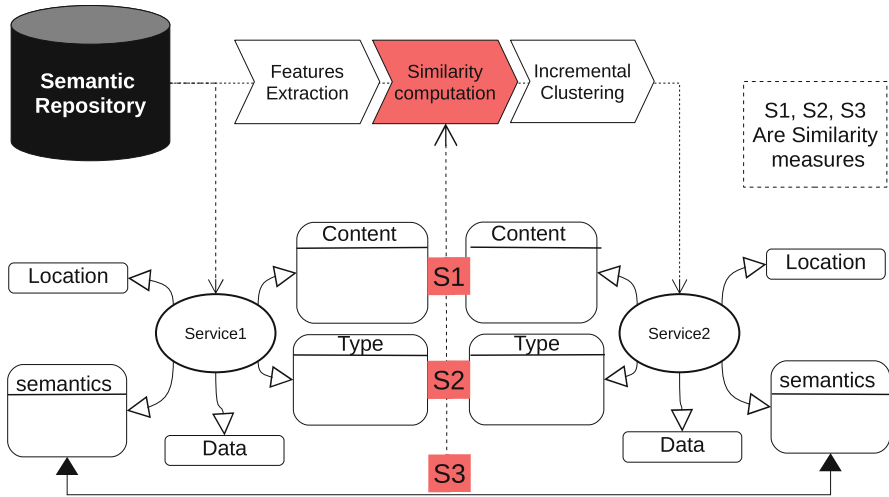 Semantic
Repository
Features
Extraction
Similarity
computation
Incremental
Clustering
S1, S2, S3
Are Similarity
measures
Content
Content
Location
S1
Location
Service1
Service2
Type
Type
semantics
S2
semantics
Data
Data
S3